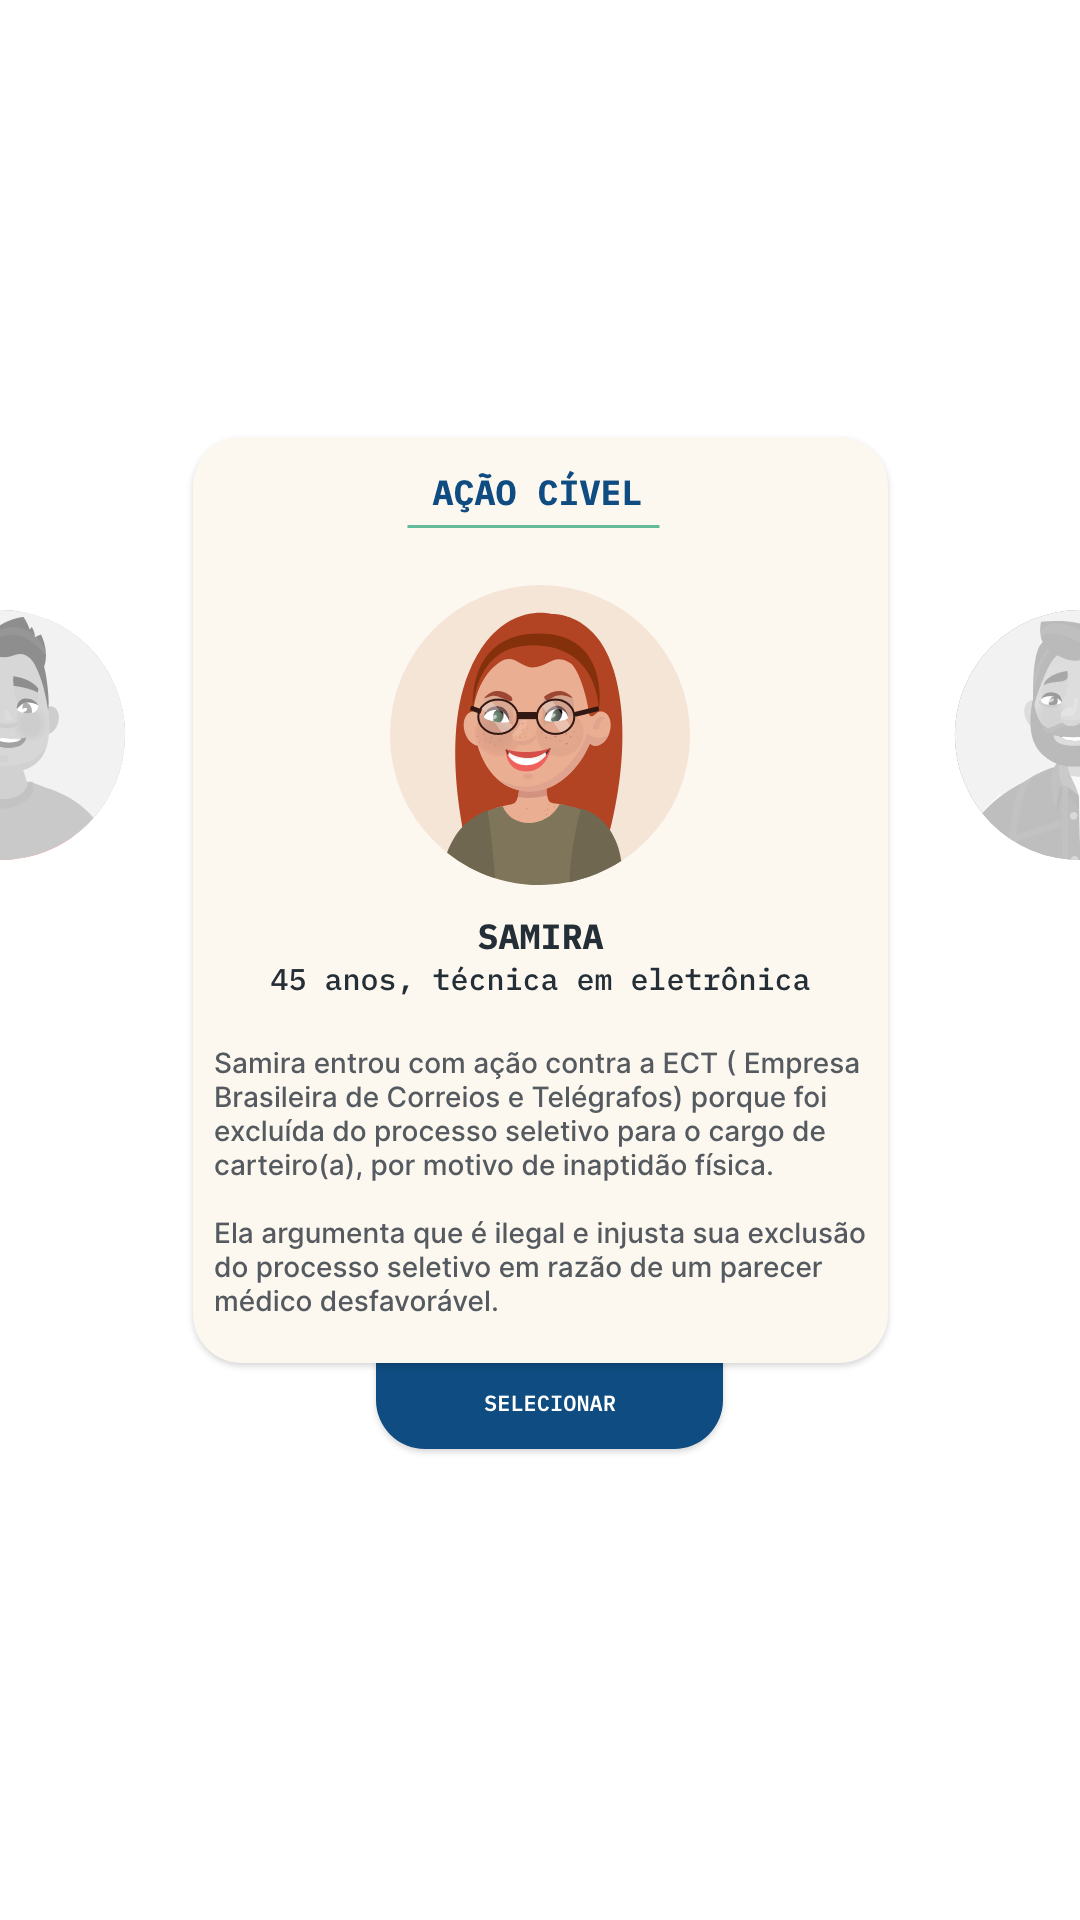 AÇÃO CÍVEL
SAMIRA
45 anos, técnica em eletrônica
Samira entrou com ação contra a ECT ( Empresa
Brasileira de Correios e Telégrafos) porque foi
excluída do processo seletivo para o cargo de
carteiro(a), por motivo de inaptidão física.
Ela argumenta que é ilegal e injusta sua exclusão
do processo seletivo em razão de um parecer
médico desfavorável.
SELECIONAR